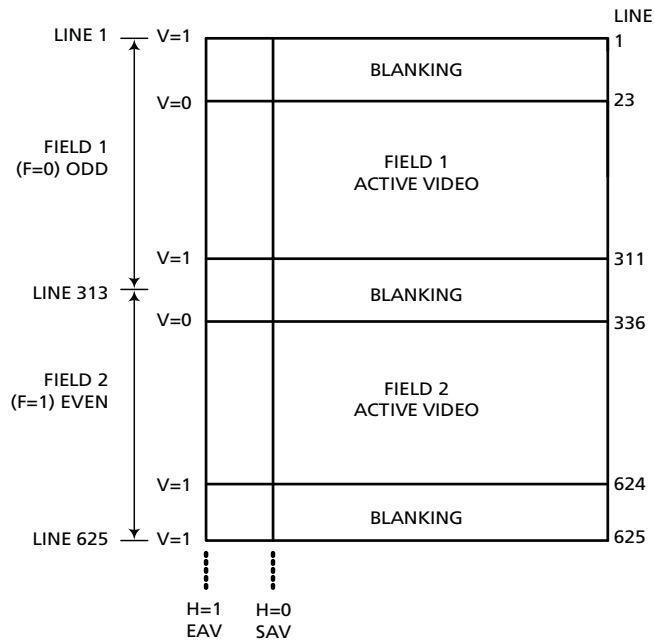 LINE
LINE 1 V=1 1
BLANKING
V=0 23
FIELD 1
(F=0) ODD
FIELD 1
ACTIVE VIDEO
V=1 311
LINE 313 BLANKING
V=0 336
FIELD 2
(F=1) EVEN
FIELD 2
ACTIVE VIDEO
V=1 624
BLANKING
LINE 625 V=1 625
H=1 H=0
EAV SAV